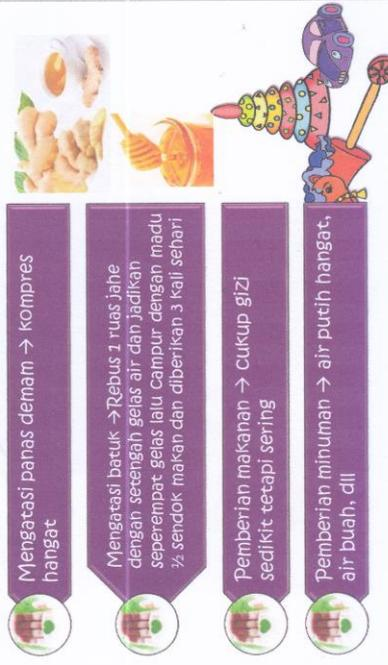 Mengatasi panas demam → kompres
hangat
Mengatasi batuk →Rebus 1 ruas jahe
dengan setengah gelas air dan jadikan
seperempat gelas lalu campur dengan madu
½ sendok makan dan diberikan 3 kali sehari
Pemberian makanan → cukup gizi
sedikit tetapi sering
Pemberian minuman → air putih hangat,
air buah, dll